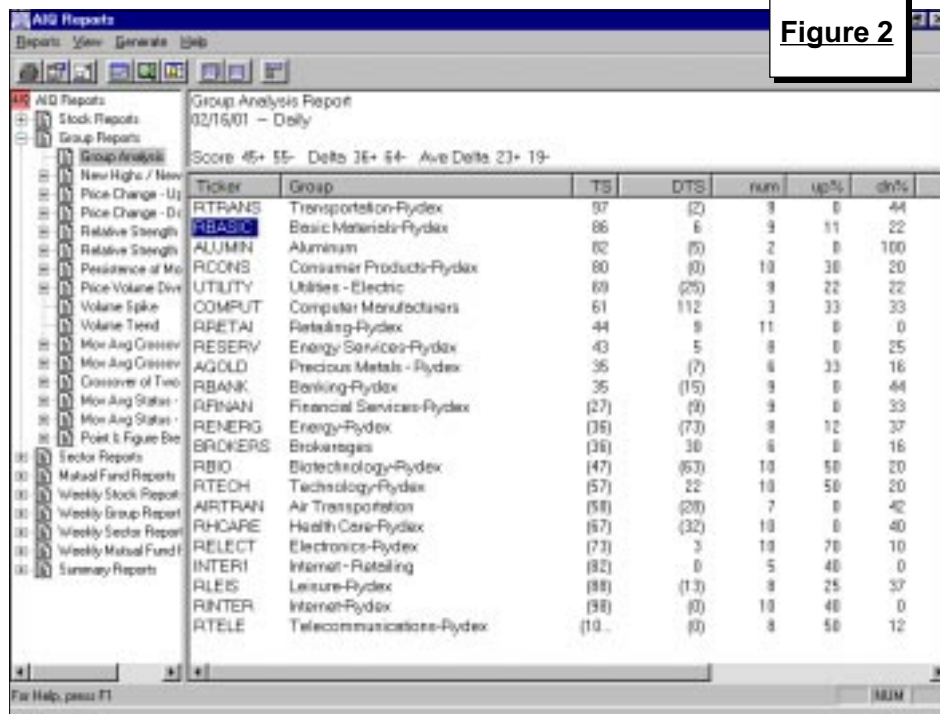 AIQ Reports
Figure 2
Reports View Generate Help
AIQ Reports
Stock Reports
Group Reports
Group Analysis
New Highs / New
Price Change - Up
Price Change - Do
Relative Strength
Relative Strength
Persistence of Mo
Price Volume Dive
Volume Spike
Volume Trend
Mov Avg Crossov
Mov Avg Crossov
Crossover of Two
Mov Avg Status -
Mov Avg Status -
Point & Figure Bre
Sector Reports
Mutual Fund Reports
Weekly Stock Report
Weekly Group Report
Weekly Sector Report
Weekly Mutual Fund F
Summary Reports
Group Analysis Report
02/16/01 -- Daily
Score 45+ 55- Delta 36+ 64- Ave Delta 23+ 19-
Ticker Group TS DTS num up% dn%
RTRANS Transportation-Rydex 97 (2) 9 0 44
RBASIC Basic Materials-Rydex 86 6 9 11 22
ALUMIN Aluminum 82 (5) 2 0 100
RCONS Consumer Products-Rydex 80 (0) 10 30 20
UTILITY Utilities - Electric 69 (25) 9 22 22
COMPUT Computer Manufacturers 61 112 3 33 33
RRETAI Retailing-Rydex 44 9 11 0 0
RESERV Energy Services-Rydex 43 5 8 0 25
AGOLD Precious Metals - Rydex 35 (7) 6 33 16
RBANK Banking-Rydex 35 (15) 9 0 44
RFINAN Financial Services-Rydex (27) (9) 9 0 33
RENERG Energy-Rydex (36) (73) 8 12 37
BROKERS Brokerages (36) 30 6 0 16
RBIO Biotechnology-Rydex (47) (63) 10 50 20
RTECH Technology-Rydex (57) 22 10 50 20
AIRTRAN Air Transportation (58) (28) 7 0 42
RHCARE Health Care-Rydex (67) (32) 10 0 40
RELECT Electronics-Rydex (73) 3 10 70 10
INTER1 Internet - Retailing (82) 0 5 40 0
RLEIS Leisure-Rydex (88) (13) 8 25 37
RINTER Internet-Rydex (98) (0) 10 40 0
RTELE Telecommunications-Rydex (10... (0) 8 50 12
For Help, press F1
NUM